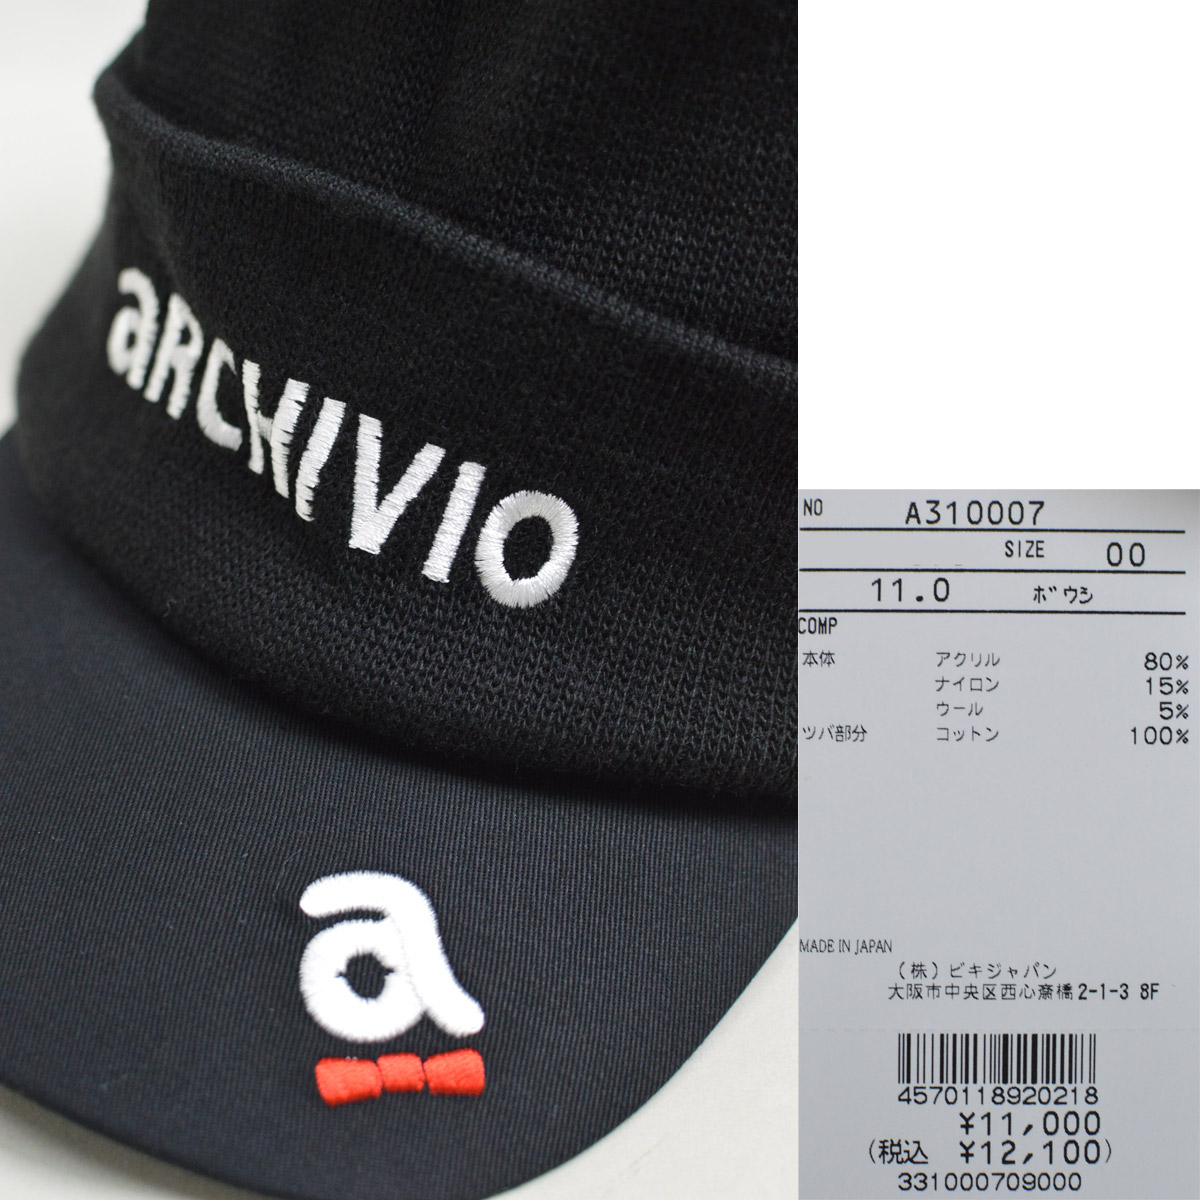 aRCHIVIO
a
NO A310007
SIZE 00
11.0 ボウシ
COMP
本体 アクリル 80%
ナイロン 15%
ウール 5%
ツバ部分 コットン 100%
MADE IN JAPAN
(株)ビキジャパン
大阪市中央区西心斎橋2-1-3 8F
4570118920218
¥11,000
(税込 ¥12,100)
331000709000